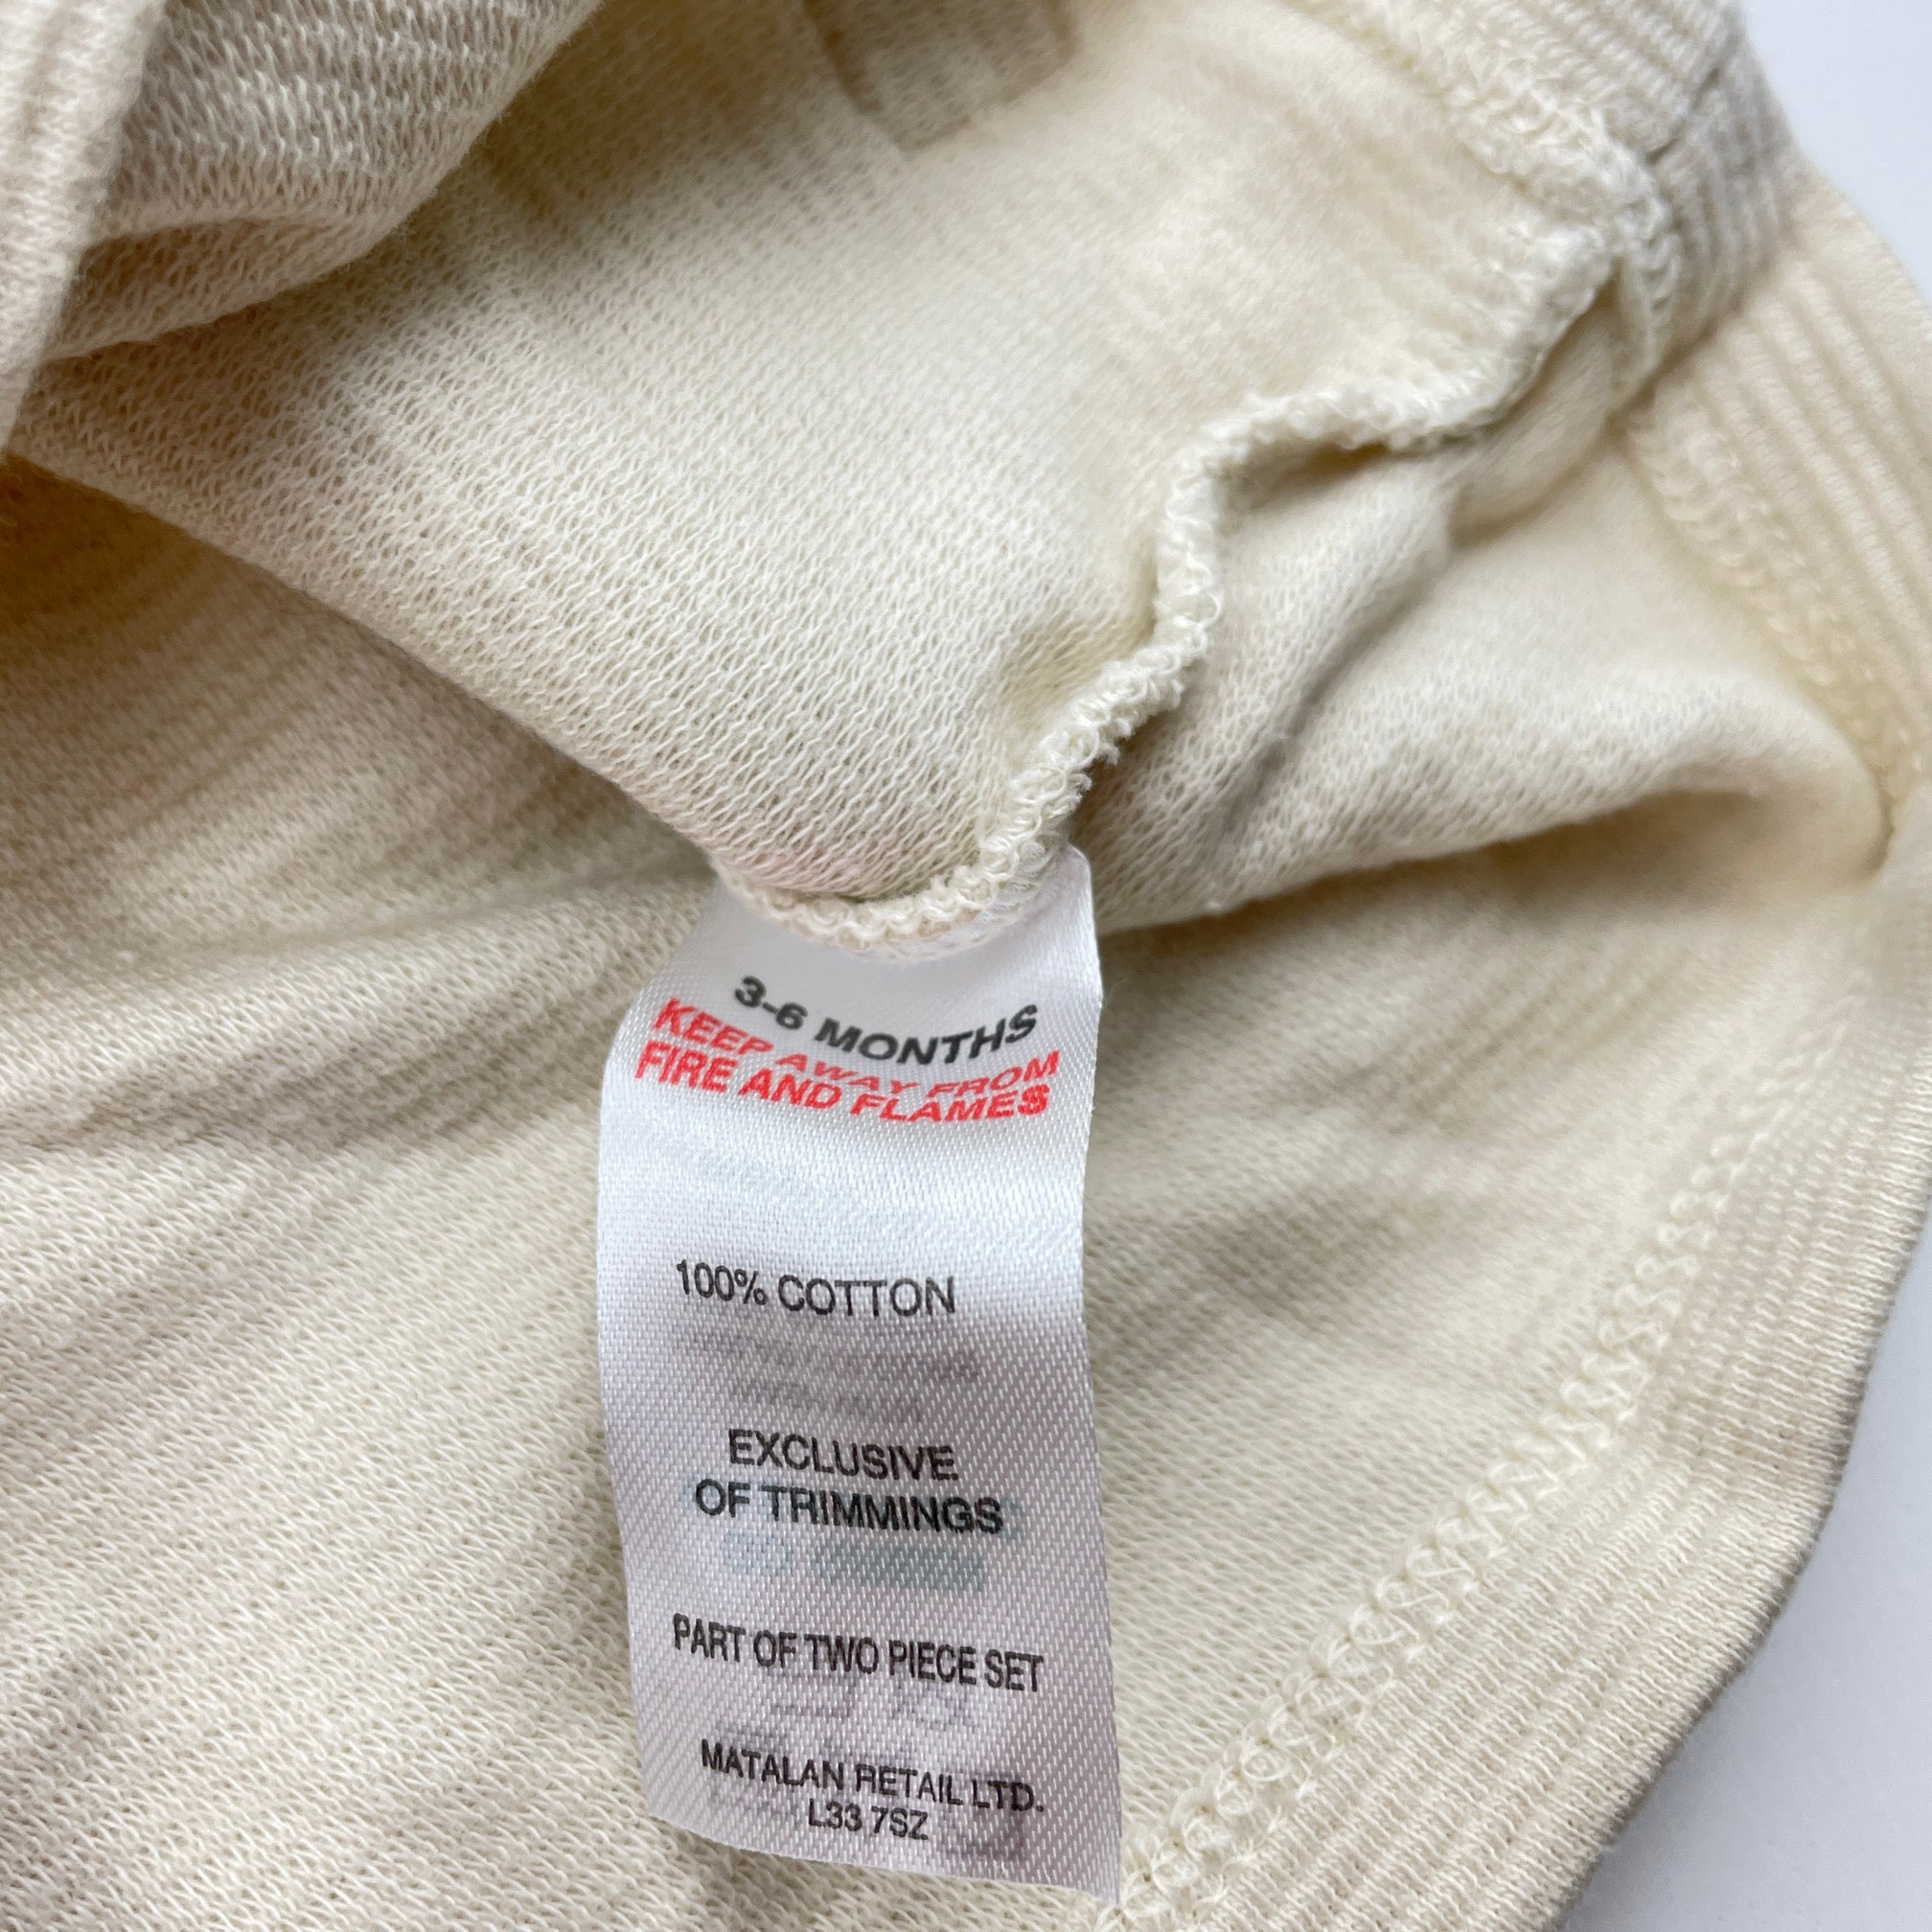 3-6 MONTHS
KEEP AWAY FROM
FIRE AND FLAMES
100% COTTON
EXCLUSIVE
OF TRIMMINGS
PART OF TWO PIECE SET
MATALAN RETAIL LTD.
L33 7SZ